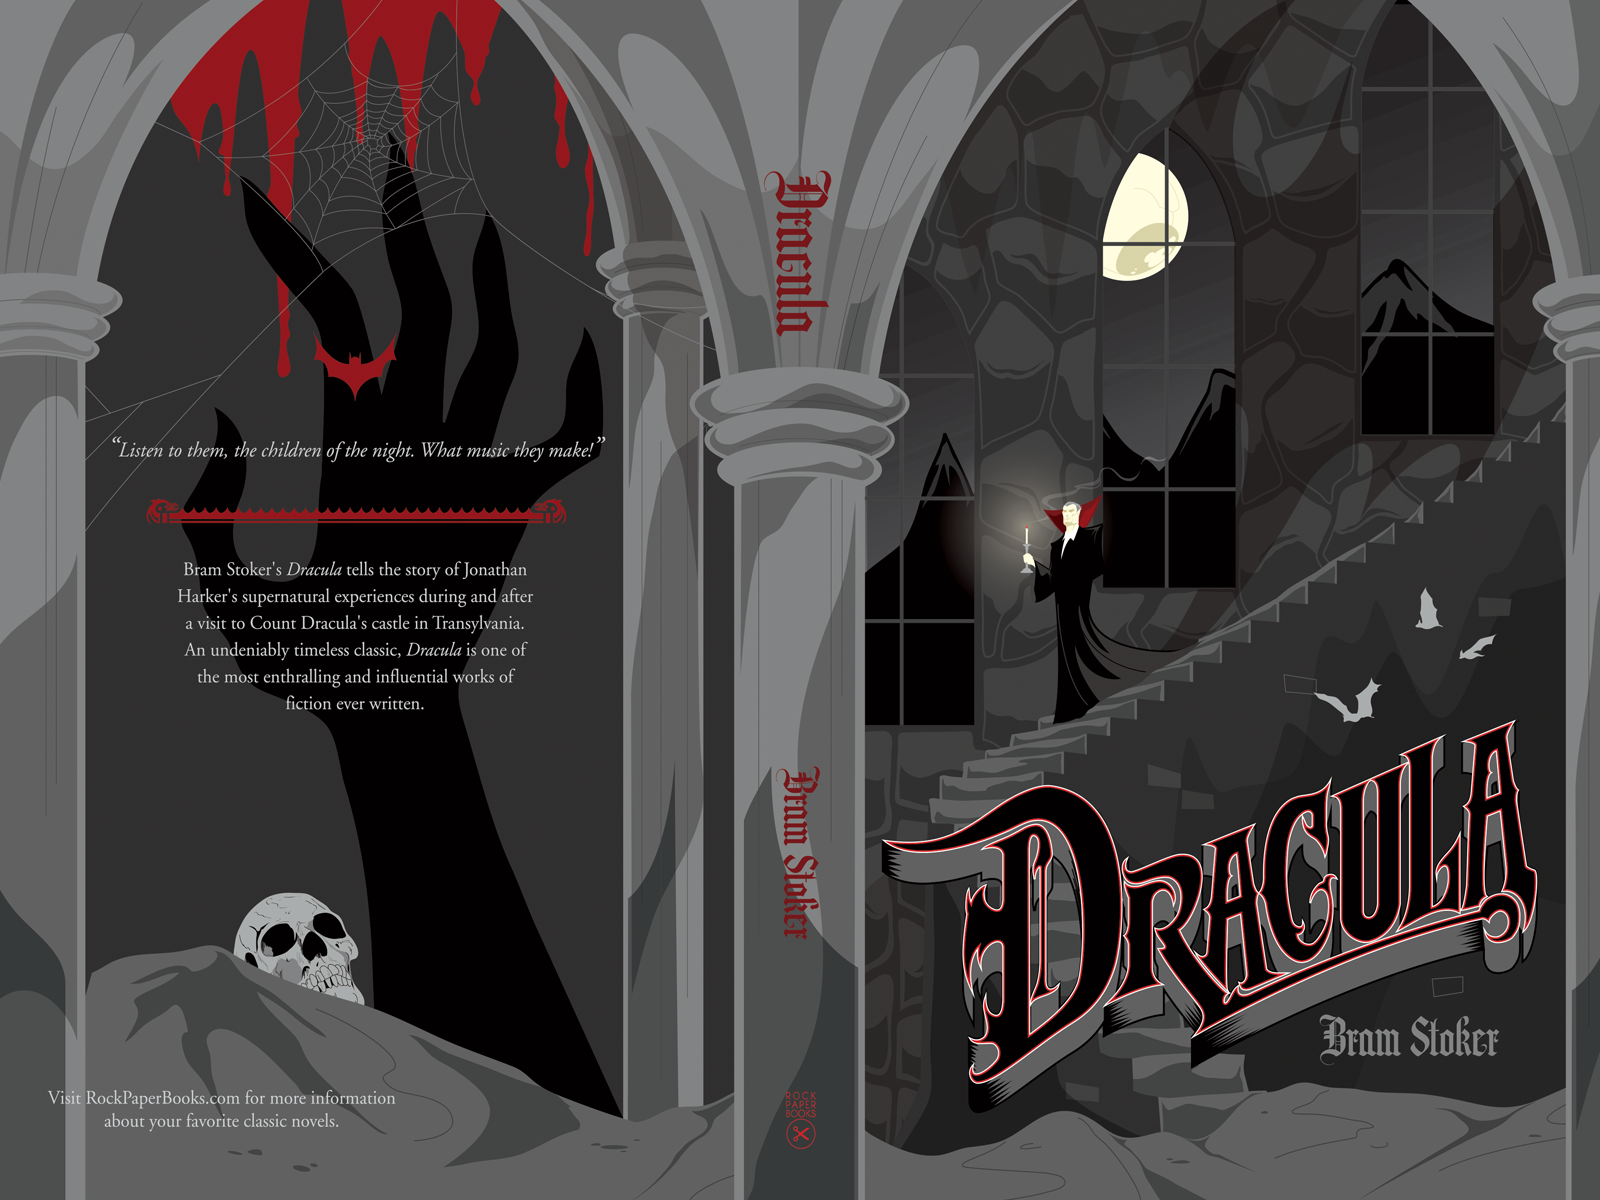 “Listen to them, the children of the night. What music they make!”
Bram Stoker's Dracula tells the story of Jonathan
Harker's supernatural experiences during and after
a visit to Count Dracula's castle in Transylvania.
An undeniably timeless classic, Dracula is one of
the most enthralling and influential works of
fiction ever written.
Visit RockPaperBooks.com for more information
about your favorite classic novels.
Dracula
Bram Stoker
ROCK
PAPER
BOOKS
DRACULA
Bram Stoker